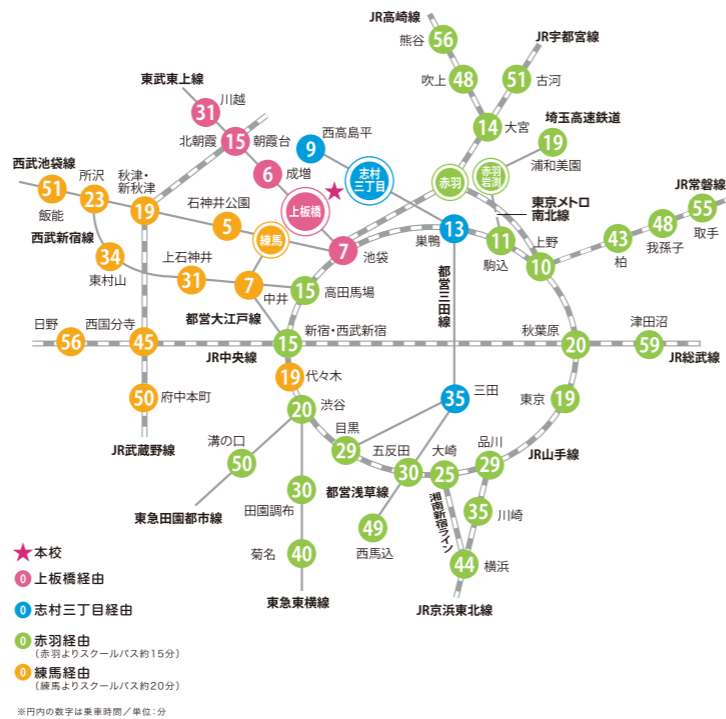 JR高崎線
熊谷
56
JR宇都宮線
吹上
48
51
古河
東武東上線
川越
31
14
大宮
埼玉高速鉄道
北朝霞
15
朝霞台
西高島平
9
19
浦和美園
成増
6
志村
三丁目
赤羽
赤羽
岩淵
西武池袋線
所沢
秋津・
新秋津
51
23
19
飯能
石神井公園
5
上板橋
東京メトロ
南北線
JR常磐線
55
取手
48
我孫子
43
柏
西武新宿線
練馬
13
巣鴨
11
駒込
上野
10
7
池袋
34
東村山
上石神井
31
7
中井
15
高田馬場
都営三田線
都営大江戸線
日野
56
西国分寺
45
JR中央線
15
新宿・西武新宿
秋葉原
20
津田沼
59
JR総武線
19
代々木
50
府中本町
20
渋谷
35
三田
東京
19
JR武蔵野線
目黒
29
五反田
30
大崎
25
品川
29
JR山手線
溝の口
50
都営浅草線
湘南新宿ライン
30
田園調布
49
西馬込
35
川崎
東急田園都市線
菊名
40
44
横浜
東急東横線
JR京浜東北線
本校
0 上板橋経由
0 志村三丁目経由
0 赤羽経由
(赤羽よりスクールバス約15分)
0 練馬経由
(練馬よりスクールバス約20分)
※円内の数字は乗車時間/単位:分